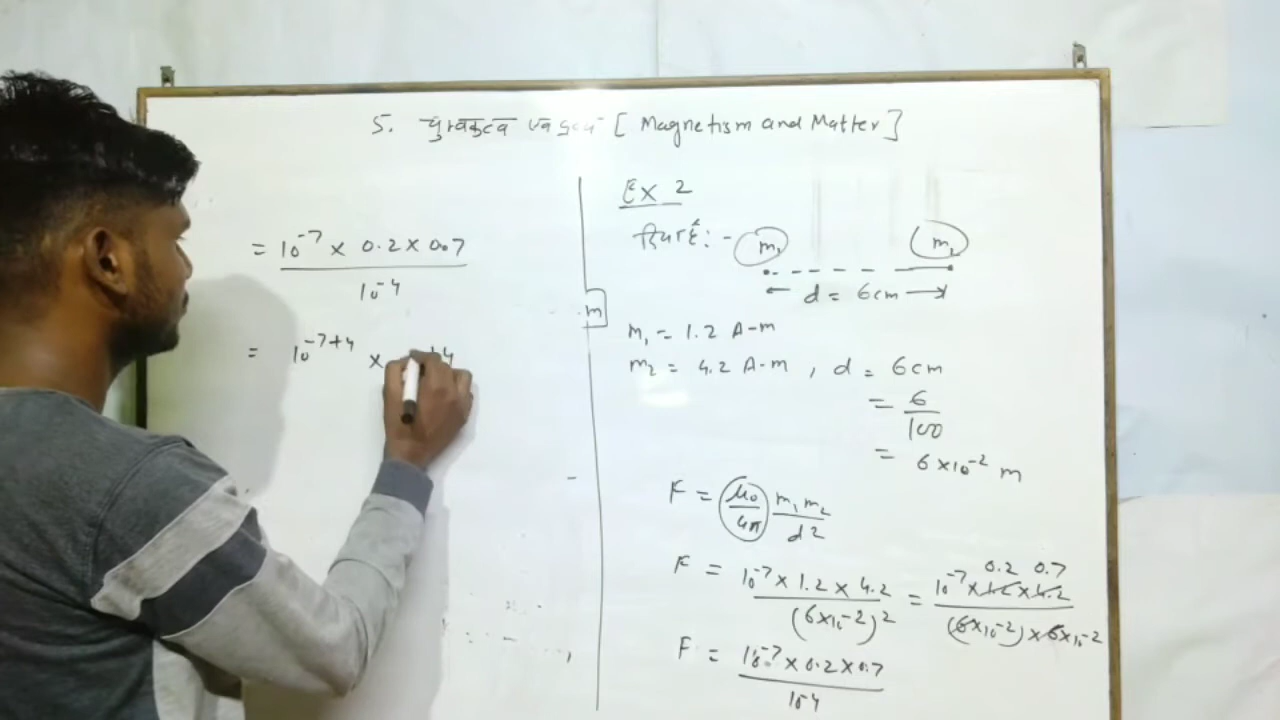 5. चुम्बकत्व एवं द्रव्य [ Magnetism and Matter ]
= 10⁻⁷ × 0.2 × 0.7 / 10⁻⁴
= 10⁻⁷⁺⁴ ×
m
Ex 2
m₁ m₂
d = 6cm
m₁ = 1.2 A-m
m₂ = 4.2 A-m , d = 6cm
= 6/100
= 6×10⁻² m
F = μ₀/4π m₁m₂/d²
F = 10⁻⁷ × 1.2 × 4.2 / (6×10⁻²)² = 10⁻⁷ × 1.2 × 4.2 / (6×10⁻²) × 6×10⁻²
0.2 0.7
F = 10⁻⁷ × 0.2 × 0.7 / 10⁻⁴